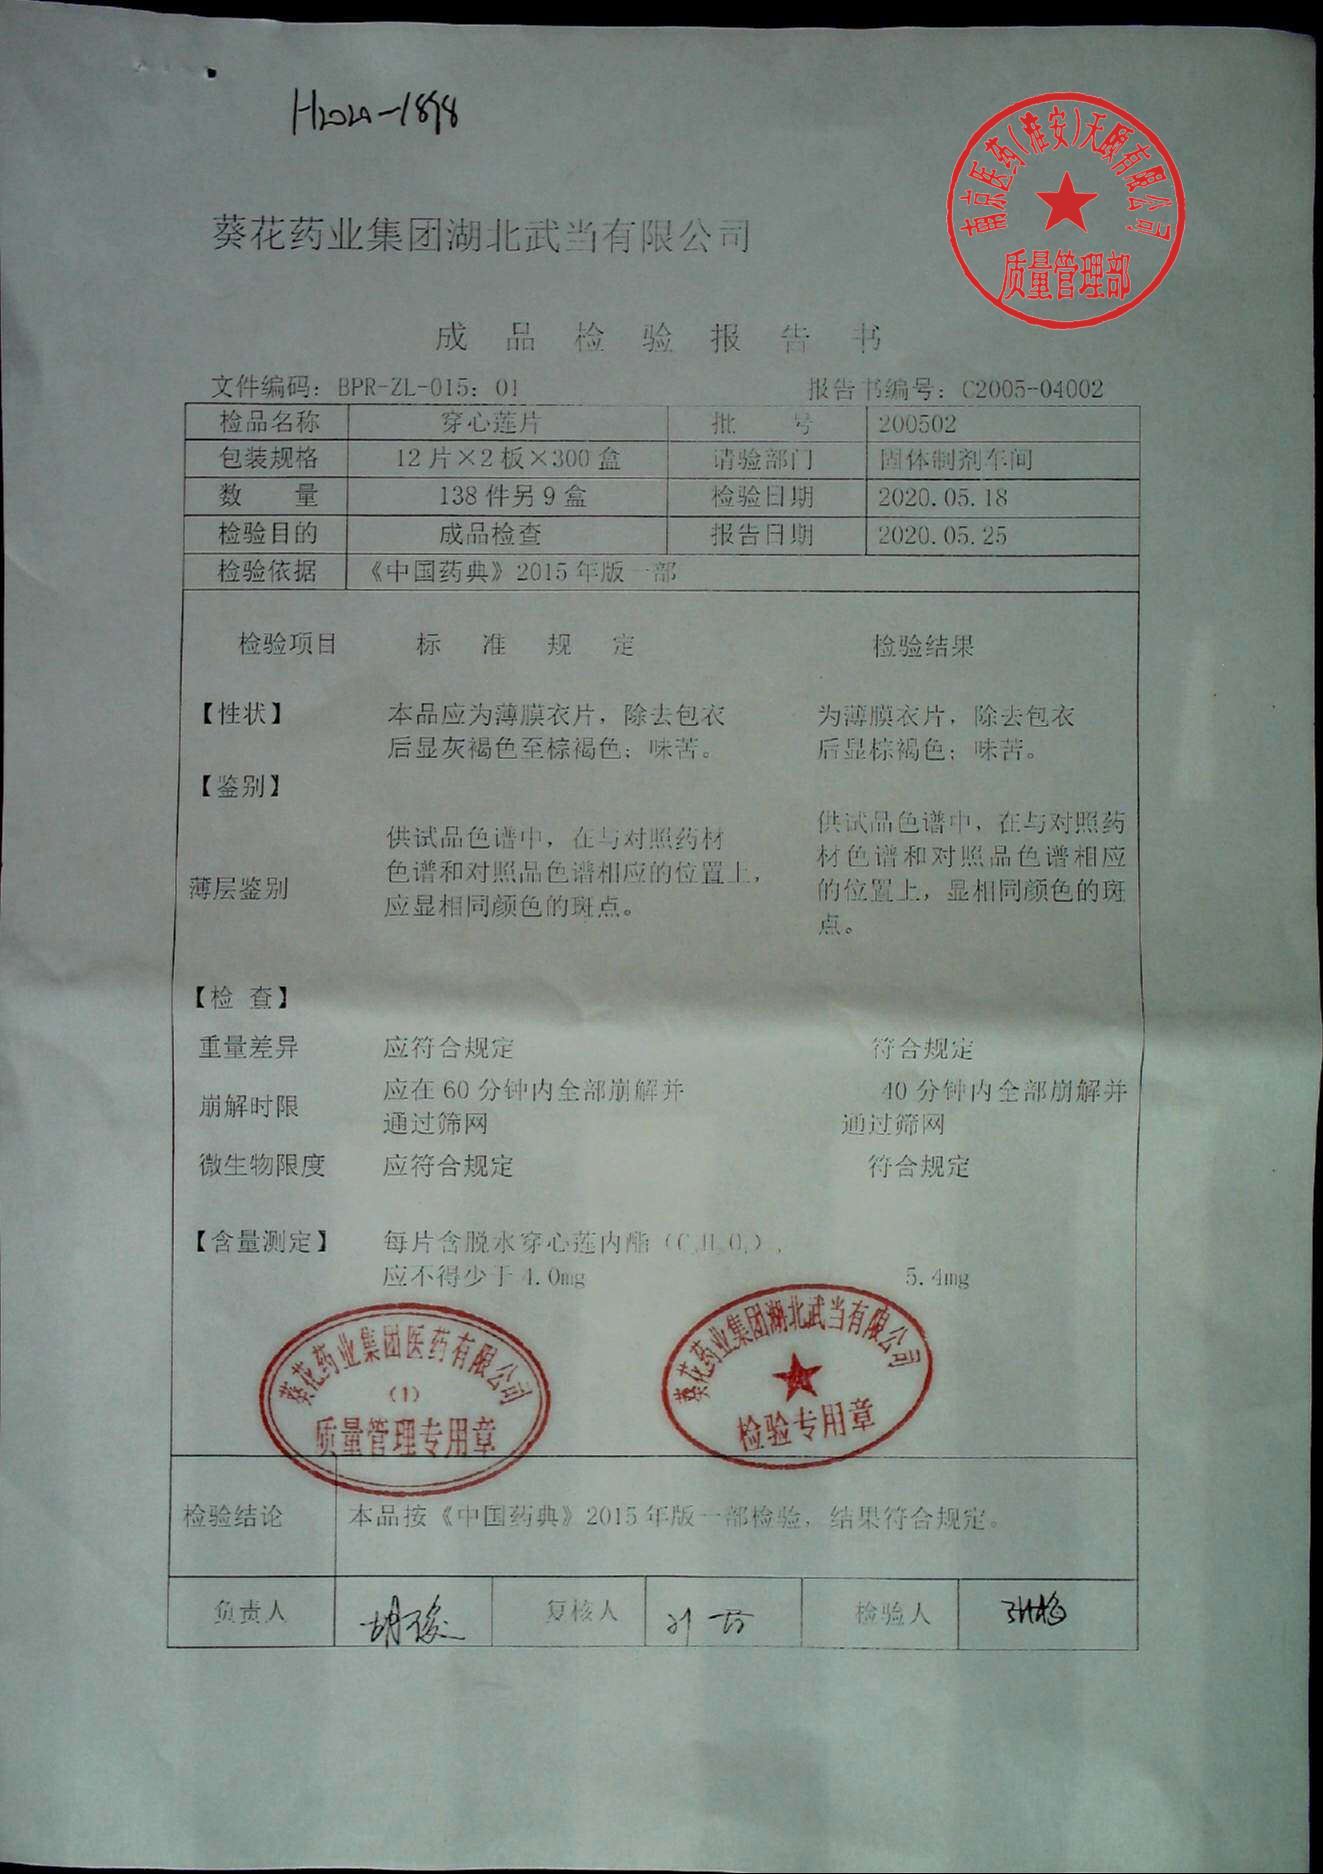 南京医药(淮安)天颐有限公司
质量管理部
葵花药业集团湖北武当有限公司
成品检验报告书
文件编码：BPR-ZL-015：01 报告书编号：C2005-04002
检品名称 穿心莲片 批 号 200502
包装规格 12片×2板×300盒 请验部门 固体制剂车间
数 量 138件另9盒 检验日期 2020.05.18
检验目的 成品检查 报告日期 2020.05.25
检验依据 《中国药典》2015年版一部
检验项目 标 准 规 定 检验结果
【性状】 本品应为薄膜衣片，除去包衣 为薄膜衣片，除去包衣
后显灰褐色至棕褐色；味苦。 后显棕褐色；味苦。
【鉴别】
薄层鉴别
供试品色谱中，在与对照药材
色谱和对照品色谱相应的位置上，
应显相同颜色的斑点。
供试品色谱中，在与对照药
材色谱和对照品色谱相应
的位置上，显相同颜色的斑
点。
【检 查】
重量差异 应符合规定 符合规定
崩解时限 应在60分钟内全部崩解并 40分钟内全部崩解并
通过筛网 通过筛网
微生物限度 应符合规定 符合规定
【含量测定】 每片含脱水穿心莲内酯
应不得少于4.0mg 5.4mg
葵花药业集团医药有限公司
(1)
质量管理专用章
葵花药业集团湖北武当有限公司
检验专用章
检验结论 本品按《中国药典》2015年版一部检验，结果符合规定。
负责人 复核人 检验人